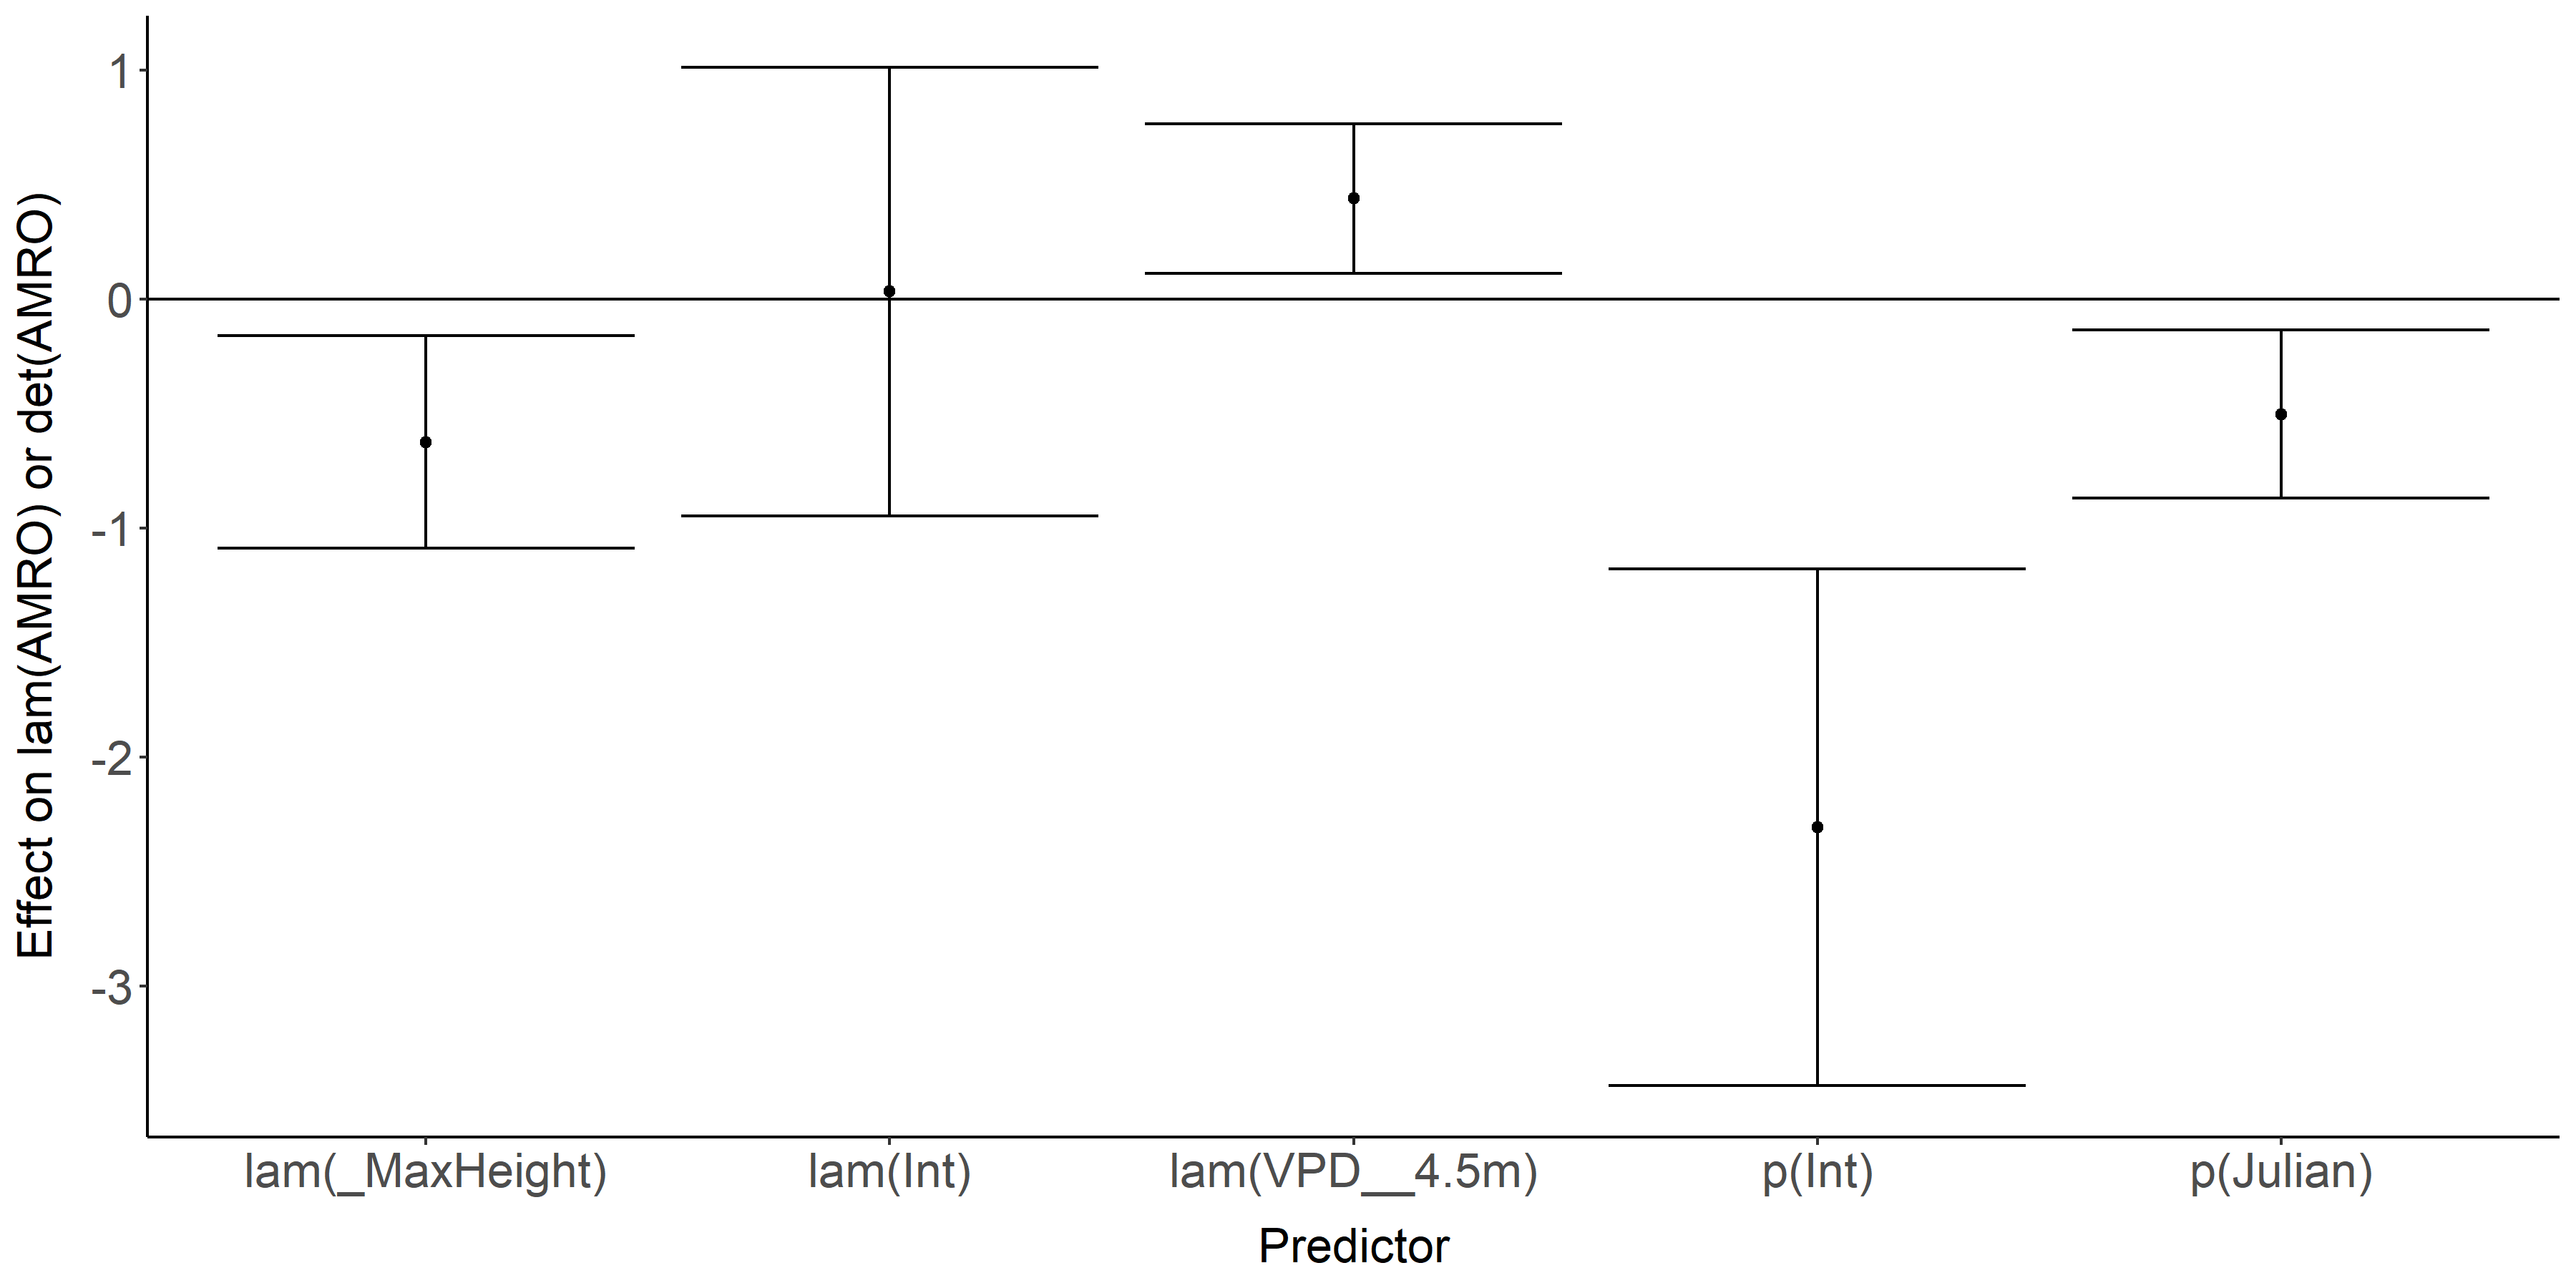 Effect on lam(AMRO) or det(AMRO)
1
0
-1
-2
-3
lam(_MaxHeight)
lam(Int)
lam(VPD__4.5m)
p(Int)
p(Julian)
Predictor